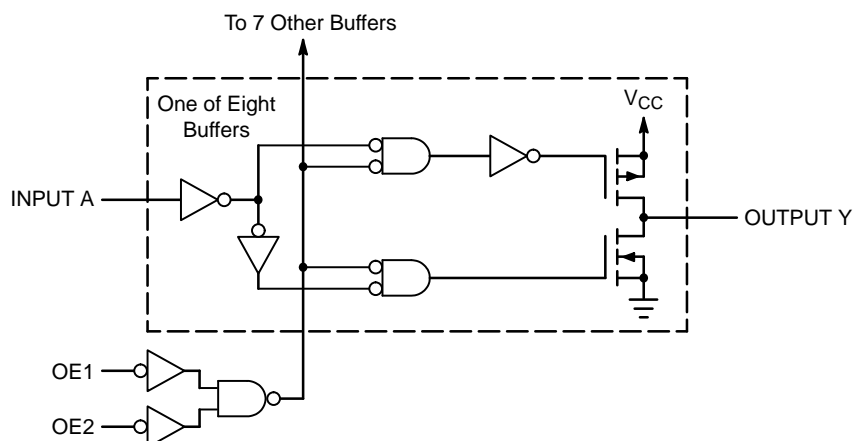 To 7 Other Buffers
One of Eight
Buffers
VCC
INPUT A
OUTPUT Y
OE1
OE2